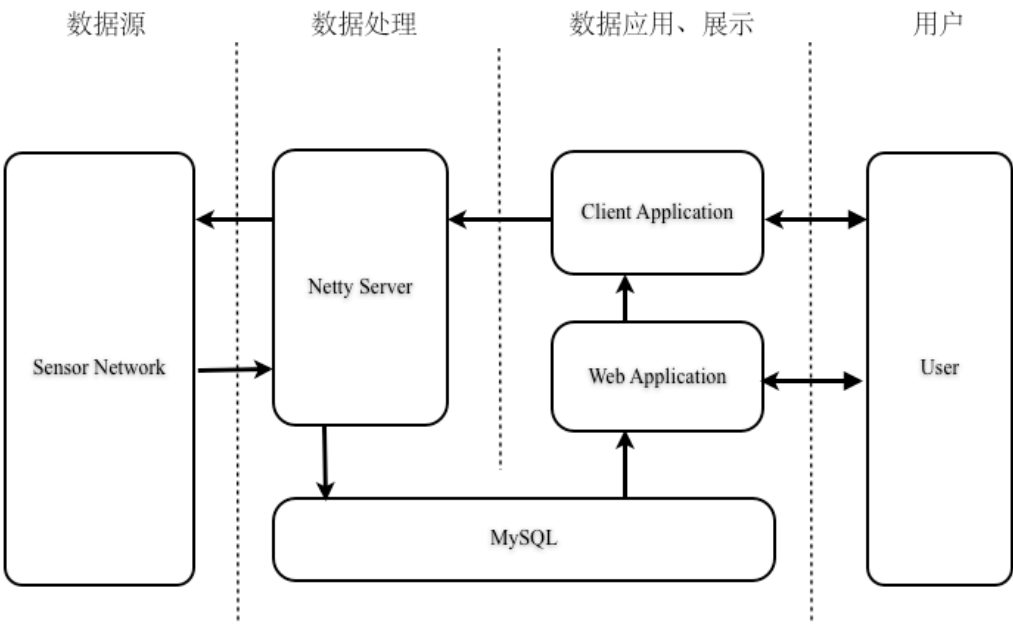 数据源
数据处理
数据应用、展示
用户
Client Application
Netty Server
Sensor Network
Web Application
User
MySQL